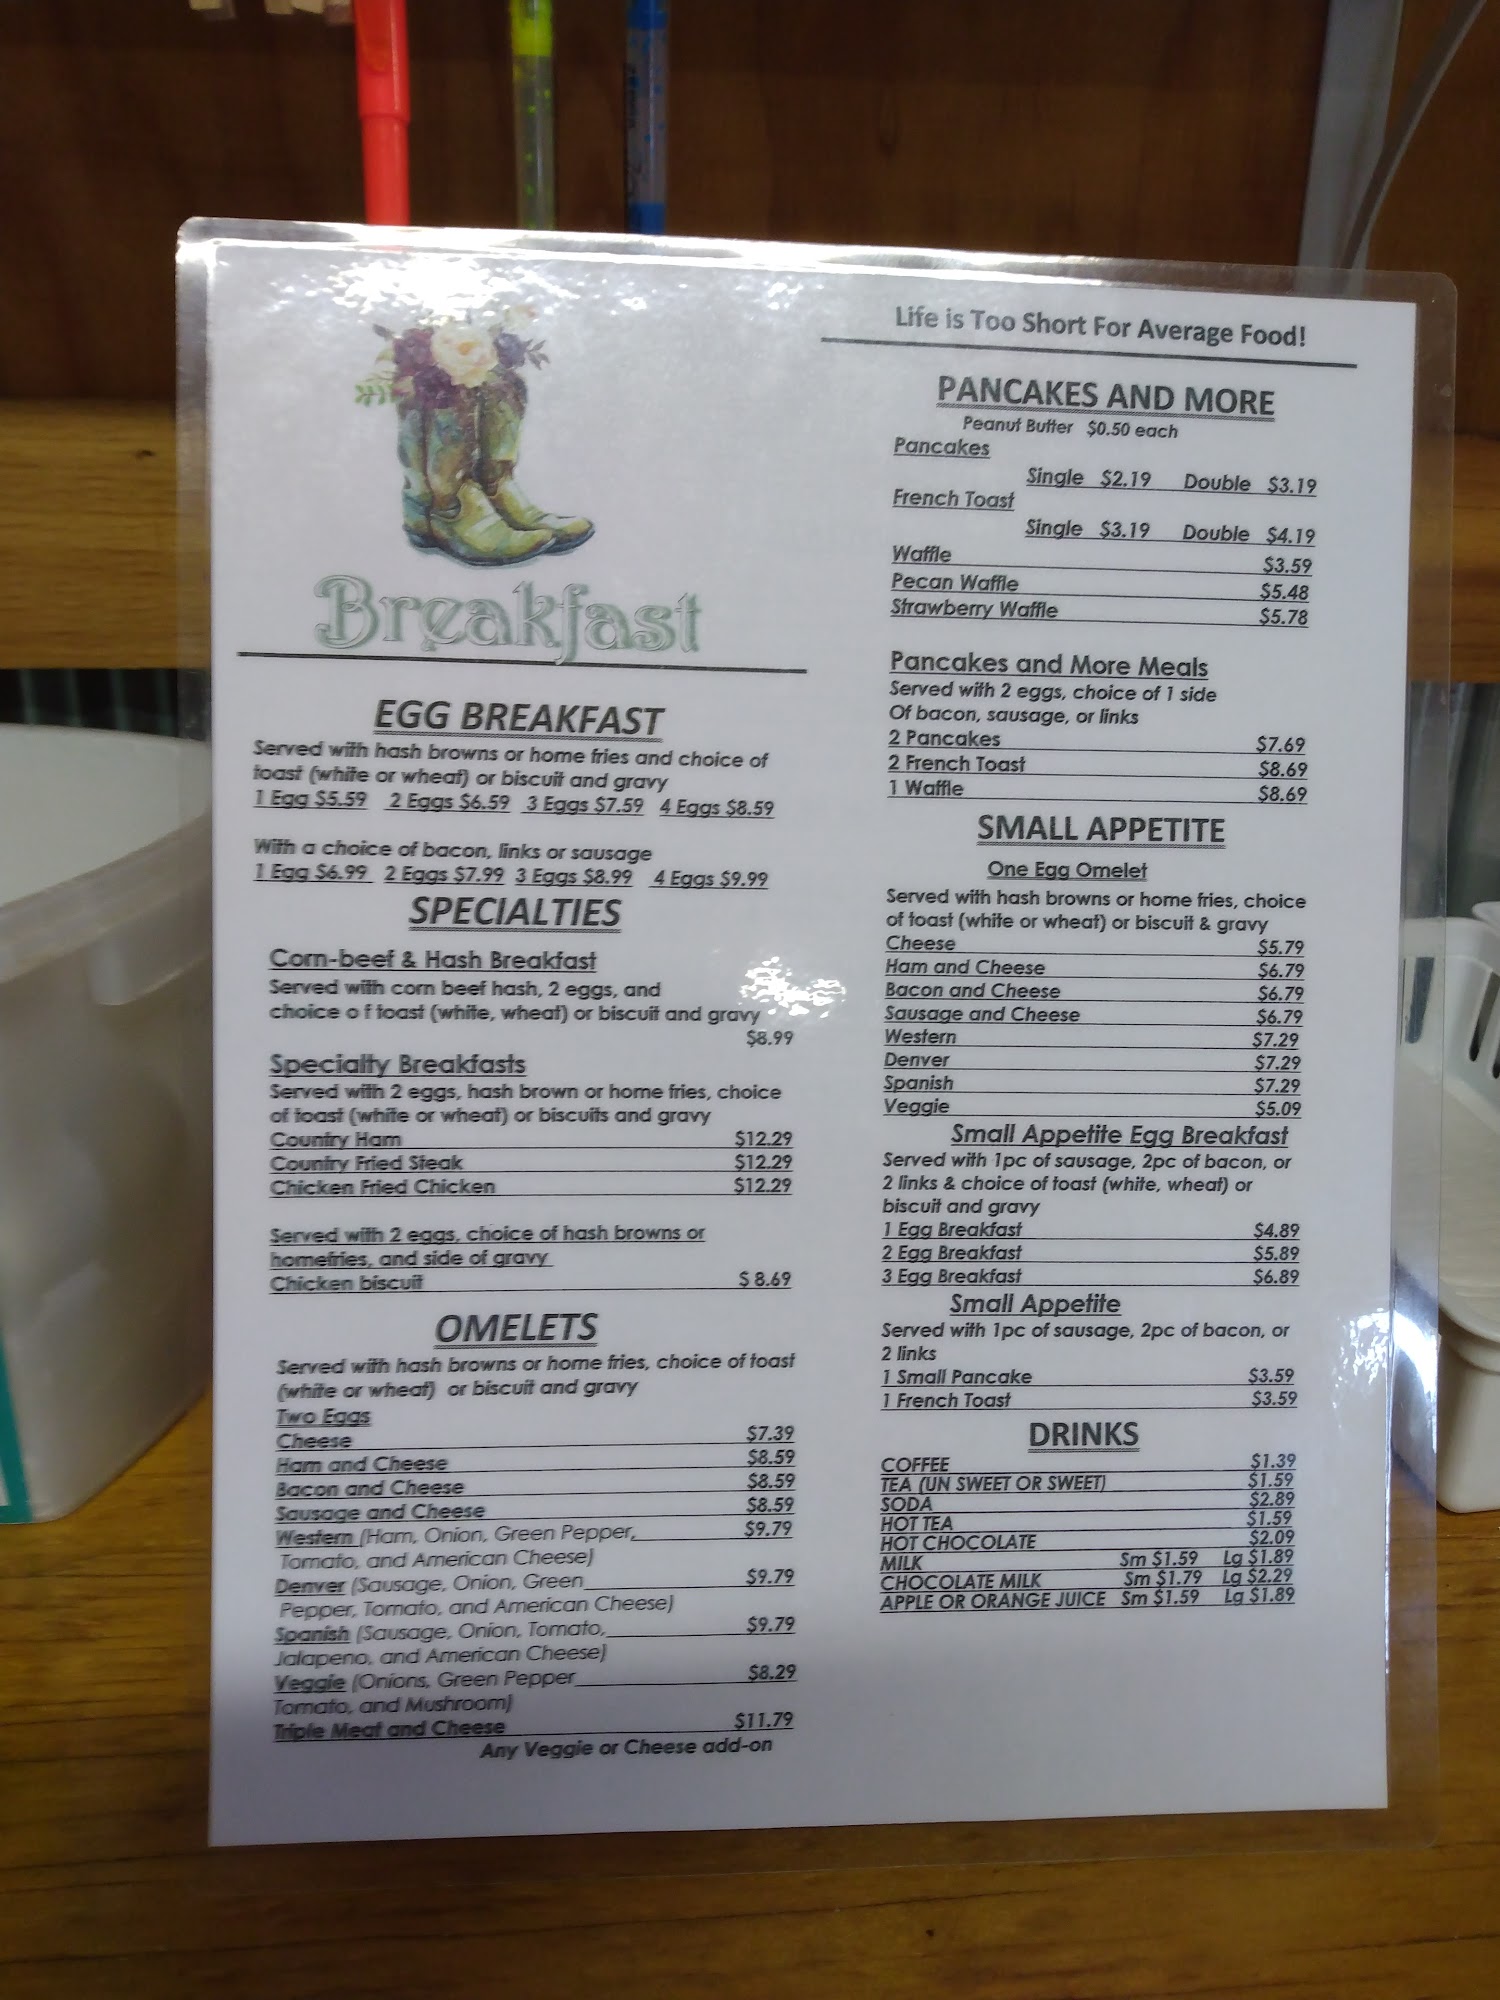 Breakfast
EGG BREAKFAST
Served with hash browns or home fries and choice of
toast (white or wheat) or biscuit and gravy
1 Egg $5.59 2 Eggs $6.59 3 Eggs $7.59 4 Eggs $8.59
With a choice of bacon, links or sausage
1 Egg $6.99 2 Eggs $7.99 3 Eggs $8.99 4 Eggs $9.99
SPECIALTIES
Corn-beef & Hash Breakfast
Served with corn beef hash, 2 eggs, and
choice o f toast (white, wheat) or biscuit and gravy
$8.99
Specialty Breakfasts
Served with 2 eggs, hash brown or home fries, choice
of toast (white or wheat) or biscuits and gravy
Country Ham $12.29
Country Fried Steak $12.29
Chicken Fried Chicken $12.29
Served with 2 eggs, choice of hash browns or
homefries, and side of gravy
Chicken biscuit $ 8.69
OMELETS
Served with hash browns or home fries, choice of toast
(white or wheat) or biscuit and gravy
Two Eggs
Cheese $7.39
Ham and Cheese $8.59
Bacon and Cheese $8.59
Sausage and Cheese $8.59
Western (Ham, Onion, Green Pepper, $9.79
Tomato, and American Cheese)
Denver (Sausage, Onion, Green $9.79
Pepper, Tomato, and American Cheese)
Spanish (Sausage, Onion, Tomato, $9.79
Jalapeno, and American Cheese)
Veggie (Onions, Green Pepper $8.29
Tomato, and Mushroom)
Triple Meat and Cheese $11.79
Any Veggie or Cheese add-on
Life is Too Short For Average Food!
PANCAKES AND MORE
Peanut Butter $0.50 each
Pancakes
Single $2.19 Double $3.19
French Toast
Single $3.19 Double $4.19
Waffle $3.59
Pecan Waffle $5.48
Strawberry Waffle $5.78
Pancakes and More Meals
Served with 2 eggs, choice of 1 side
Of bacon, sausage, or links
2 Pancakes $7.69
2 French Toast $8.69
1 Waffle $8.69
SMALL APPETITE
One Egg Omelet
Served with hash browns or home fries, choice
of toast (white or wheat) or biscuit & gravy
Cheese $5.79
Ham and Cheese $6.79
Bacon and Cheese $6.79
Sausage and Cheese $6.79
Western $7.29
Denver $7.29
Spanish $7.29
Veggie $5.09
Small Appetite Egg Breakfast
Served with 1pc of sausage, 2pc of bacon, or
2 links & choice of toast (white, wheat) or
biscuit and gravy
1 Egg Breakfast $4.89
2 Egg Breakfast $5.89
3 Egg Breakfast $6.89
Small Appetite
Served with 1pc of sausage, 2pc of bacon, or
2 links
1 Small Pancake $3.59
1 French Toast $3.59
DRINKS
COFFEE $1.39
TEA (UN SWEET OR SWEET) $1.59
SODA $2.89
HOT TEA $1.59
HOT CHOCOLATE $2.09
MILK Sm $1.59 Lg $1.89
CHOCOLATE MILK Sm $1.79 Lg $2.29
APPLE OR ORANGE JUICE Sm $1.59 Lg $1.89